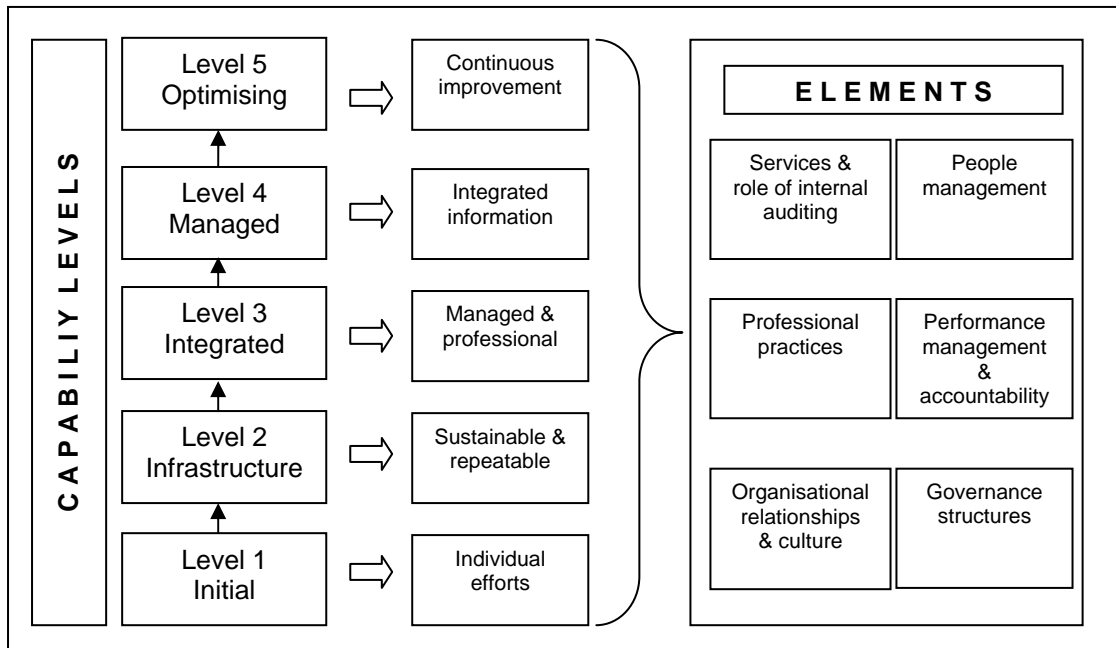 CAPABILIY LEVELS
Level 5
Optimising
Continuous
improvement
Level 4
Managed
Integrated
information
Level 3
Integrated
Managed &
professional
Level 2
Infrastructure
Sustainable &
repeatable
Level 1
Initial
Individual
efforts
ELEMENTS
Services &
role of internal
auditing
People
management
Professional
practices
Performance
management
&
accountability
Organisational
relationships
& culture
Governance
structures